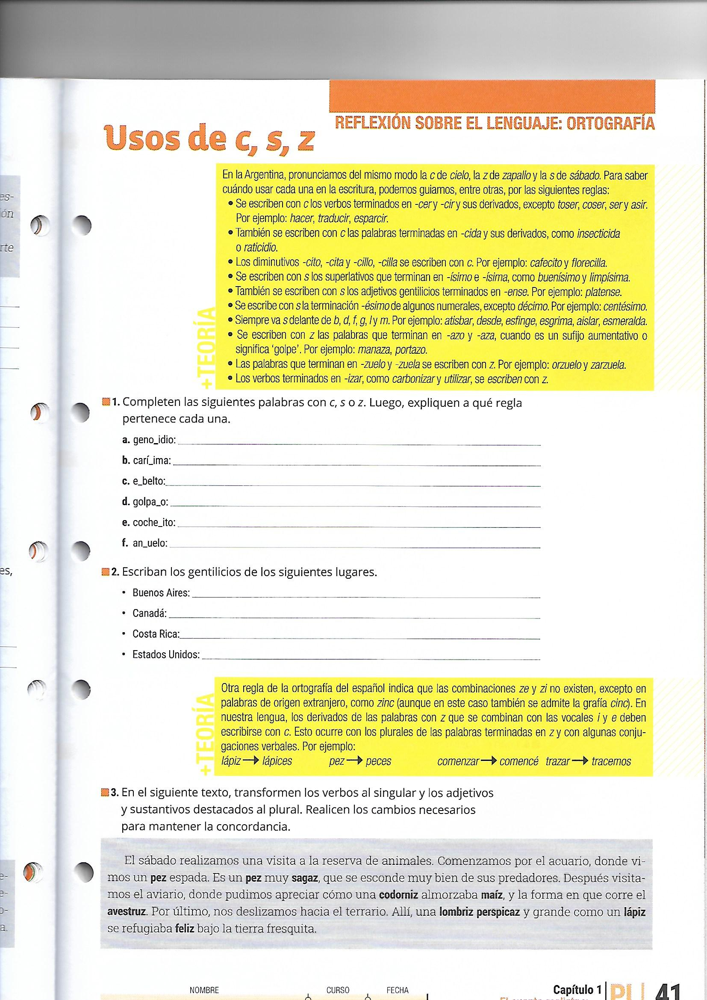 REFLEXIÓN SOBRE EL LENGUAJE: ORTOGRAFÍA
Usos de c, s, z
+TEORÍA
En la Argentina, pronunciamos del mismo modo la c de cielo, la z de zapallo y la s de sábado. Para saber
cuándo usar cada una en la escritura, podemos guiarnos, entre otras, por las siguientes reglas:
• Se escriben con c los verbos terminados en -cer y -cir y sus derivados, excepto toser, coser, ser y asir.
Por ejemplo: hacer, traducir, esparcir.
• También se escriben con c las palabras terminadas en -cida y sus derivados, como insecticida
o raticidio.
• Los diminutivos -cito, -cita y -cillo, -cilla se escriben con c. Por ejemplo: cafecito y florecilla.
• Se escriben con s los superlativos que terminan en -ísimo e -ísima, como buenísimo y limpísima.
• También se escriben con s los adjetivos gentilicios terminados en -ense. Por ejemplo: platense.
• Se escribe con s la terminación -ésimo de algunos numerales, excepto décimo. Por ejemplo: centésimo.
• Siempre va s delante de b, d, f, g, l y m. Por ejemplo: atisbar, desde, esfinge, esgrima, aislar, esmeralda.
• Se escriben con z las palabras que terminan en -azo y -aza, cuando es un sufijo aumentativo o
significa 'golpe'. Por ejemplo: manaza, portazo.
• Las palabras que terminan en -zuelo y -zuela se escriben con z. Por ejemplo: orzuelo y zarzuela.
• Los verbos terminados en -izar, como carbonizar y utilizar, se escriben con z.
1. Completen las siguientes palabras con c, s o z. Luego, expliquen a qué regla
pertenece cada una.
a. geno_idio:
b. carí_ima:
c. e_belto:
d. golpa_o:
e. coche_ito:
f. an_uelo:
2. Escriban los gentilicios de los siguientes lugares.
• Buenos Aires:
• Canadá:
• Costa Rica:
• Estados Unidos:
+TEORÍA
Otra regla de la ortografía del español indica que las combinaciones ze y zi no existen, excepto en
palabras de origen extranjero, como zinc (aunque en este caso también se admite la grafía cinc). En
nuestra lengua, los derivados de las palabras con z que se combinan con las vocales i y e deben
escribirse con c. Esto ocurre con los plurales de las palabras terminadas en z y con algunas conju-
gaciones verbales. Por ejemplo:
lápiz → lápices pez → peces comenzar → comencé trazar → tracemos
3. En el siguiente texto, transformen los verbos al singular y los adjetivos
y sustantivos destacados al plural. Realicen los cambios necesarios
para mantener la concordancia.
El sábado realizamos una visita a la reserva de animales. Comenzamos por el acuario, donde vi-
mos un pez espada. Es un pez muy sagaz, que se esconde muy bien de sus predadores. Después visita-
mos el aviario, donde pudimos apreciar cómo una codorniz almorzaba maíz, y la forma en que corre el
avestruz. Por último, nos deslizamos hacia el terrario. Allí, una lombriz perspicaz y grande como un lápiz
se refugiaba feliz bajo la tierra fresquita.
NOMBRE CURSO FECHA
Capítulo 1 PL 41
es-
ón
rte
es,
a.